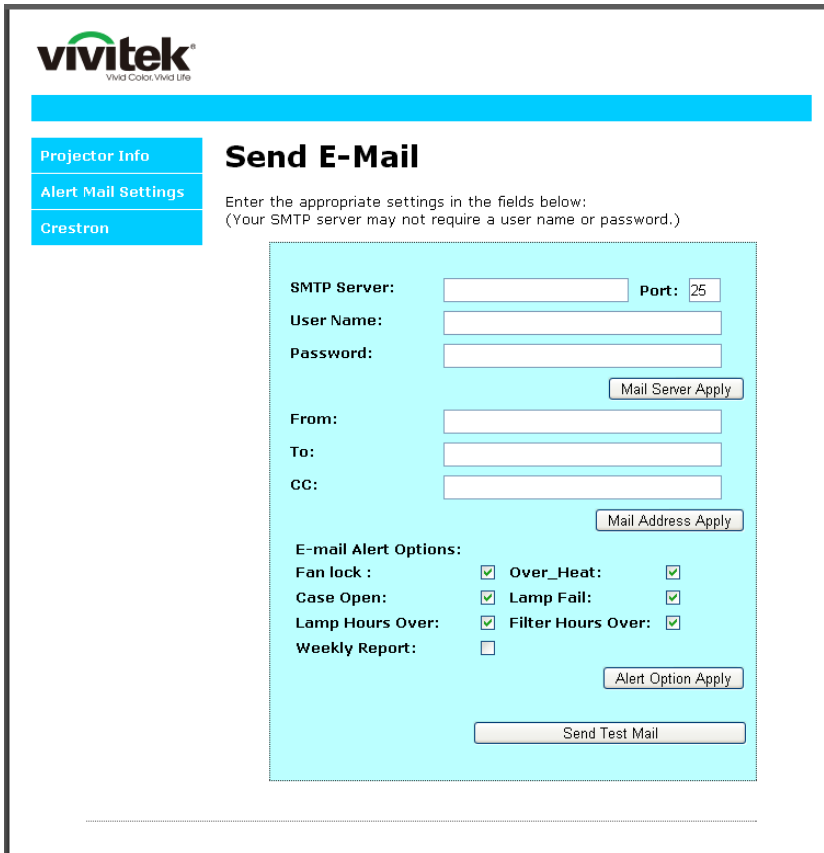 vivitek®
Vivid Color, Vivid Life
Projector Info
Alert Mail Settings
Crestron
Send E-Mail
Enter the appropriate settings in the fields below:
(Your SMTP server may not require a user name or password.)
SMTP Server: Port: 25
User Name:
Password:
Mail Server Apply
From:
To:
CC:
Mail Address Apply
E-mail Alert Options:
Fan lock : Over_Heat:
Case Open: Lamp Fail:
Lamp Hours Over: Filter Hours Over:
Weekly Report:
Alert Option Apply
Send Test Mail